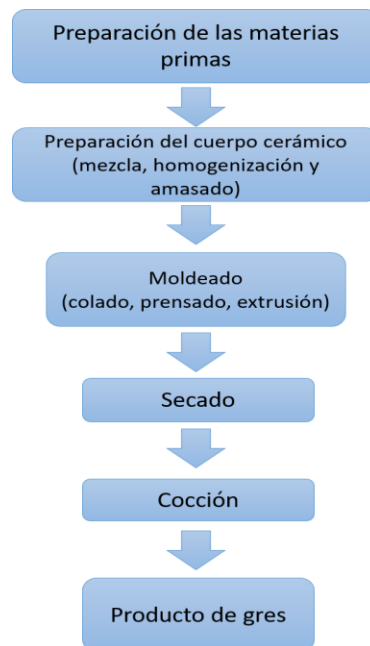 Preparación de las materias
primas
Preparación del cuerpo cerámico
(mezcla, homogenización y
amasado)
Moldeado
(colado, prensado, extrusión)
Secado
Cocción
Producto de gres